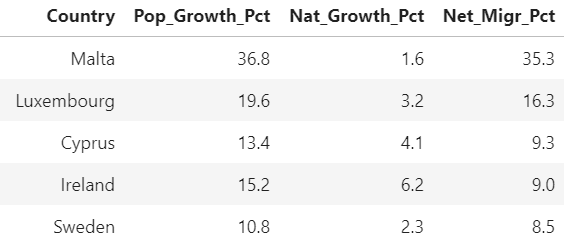 Country Pop_Growth_Pct Nat_Growth_Pct Net_Migr_Pct
Malta 36.8 1.6 35.3
Luxembourg 19.6 3.2 16.3
Cyprus 13.4 4.1 9.3
Ireland 15.2 6.2 9.0
Sweden 10.8 2.3 8.5